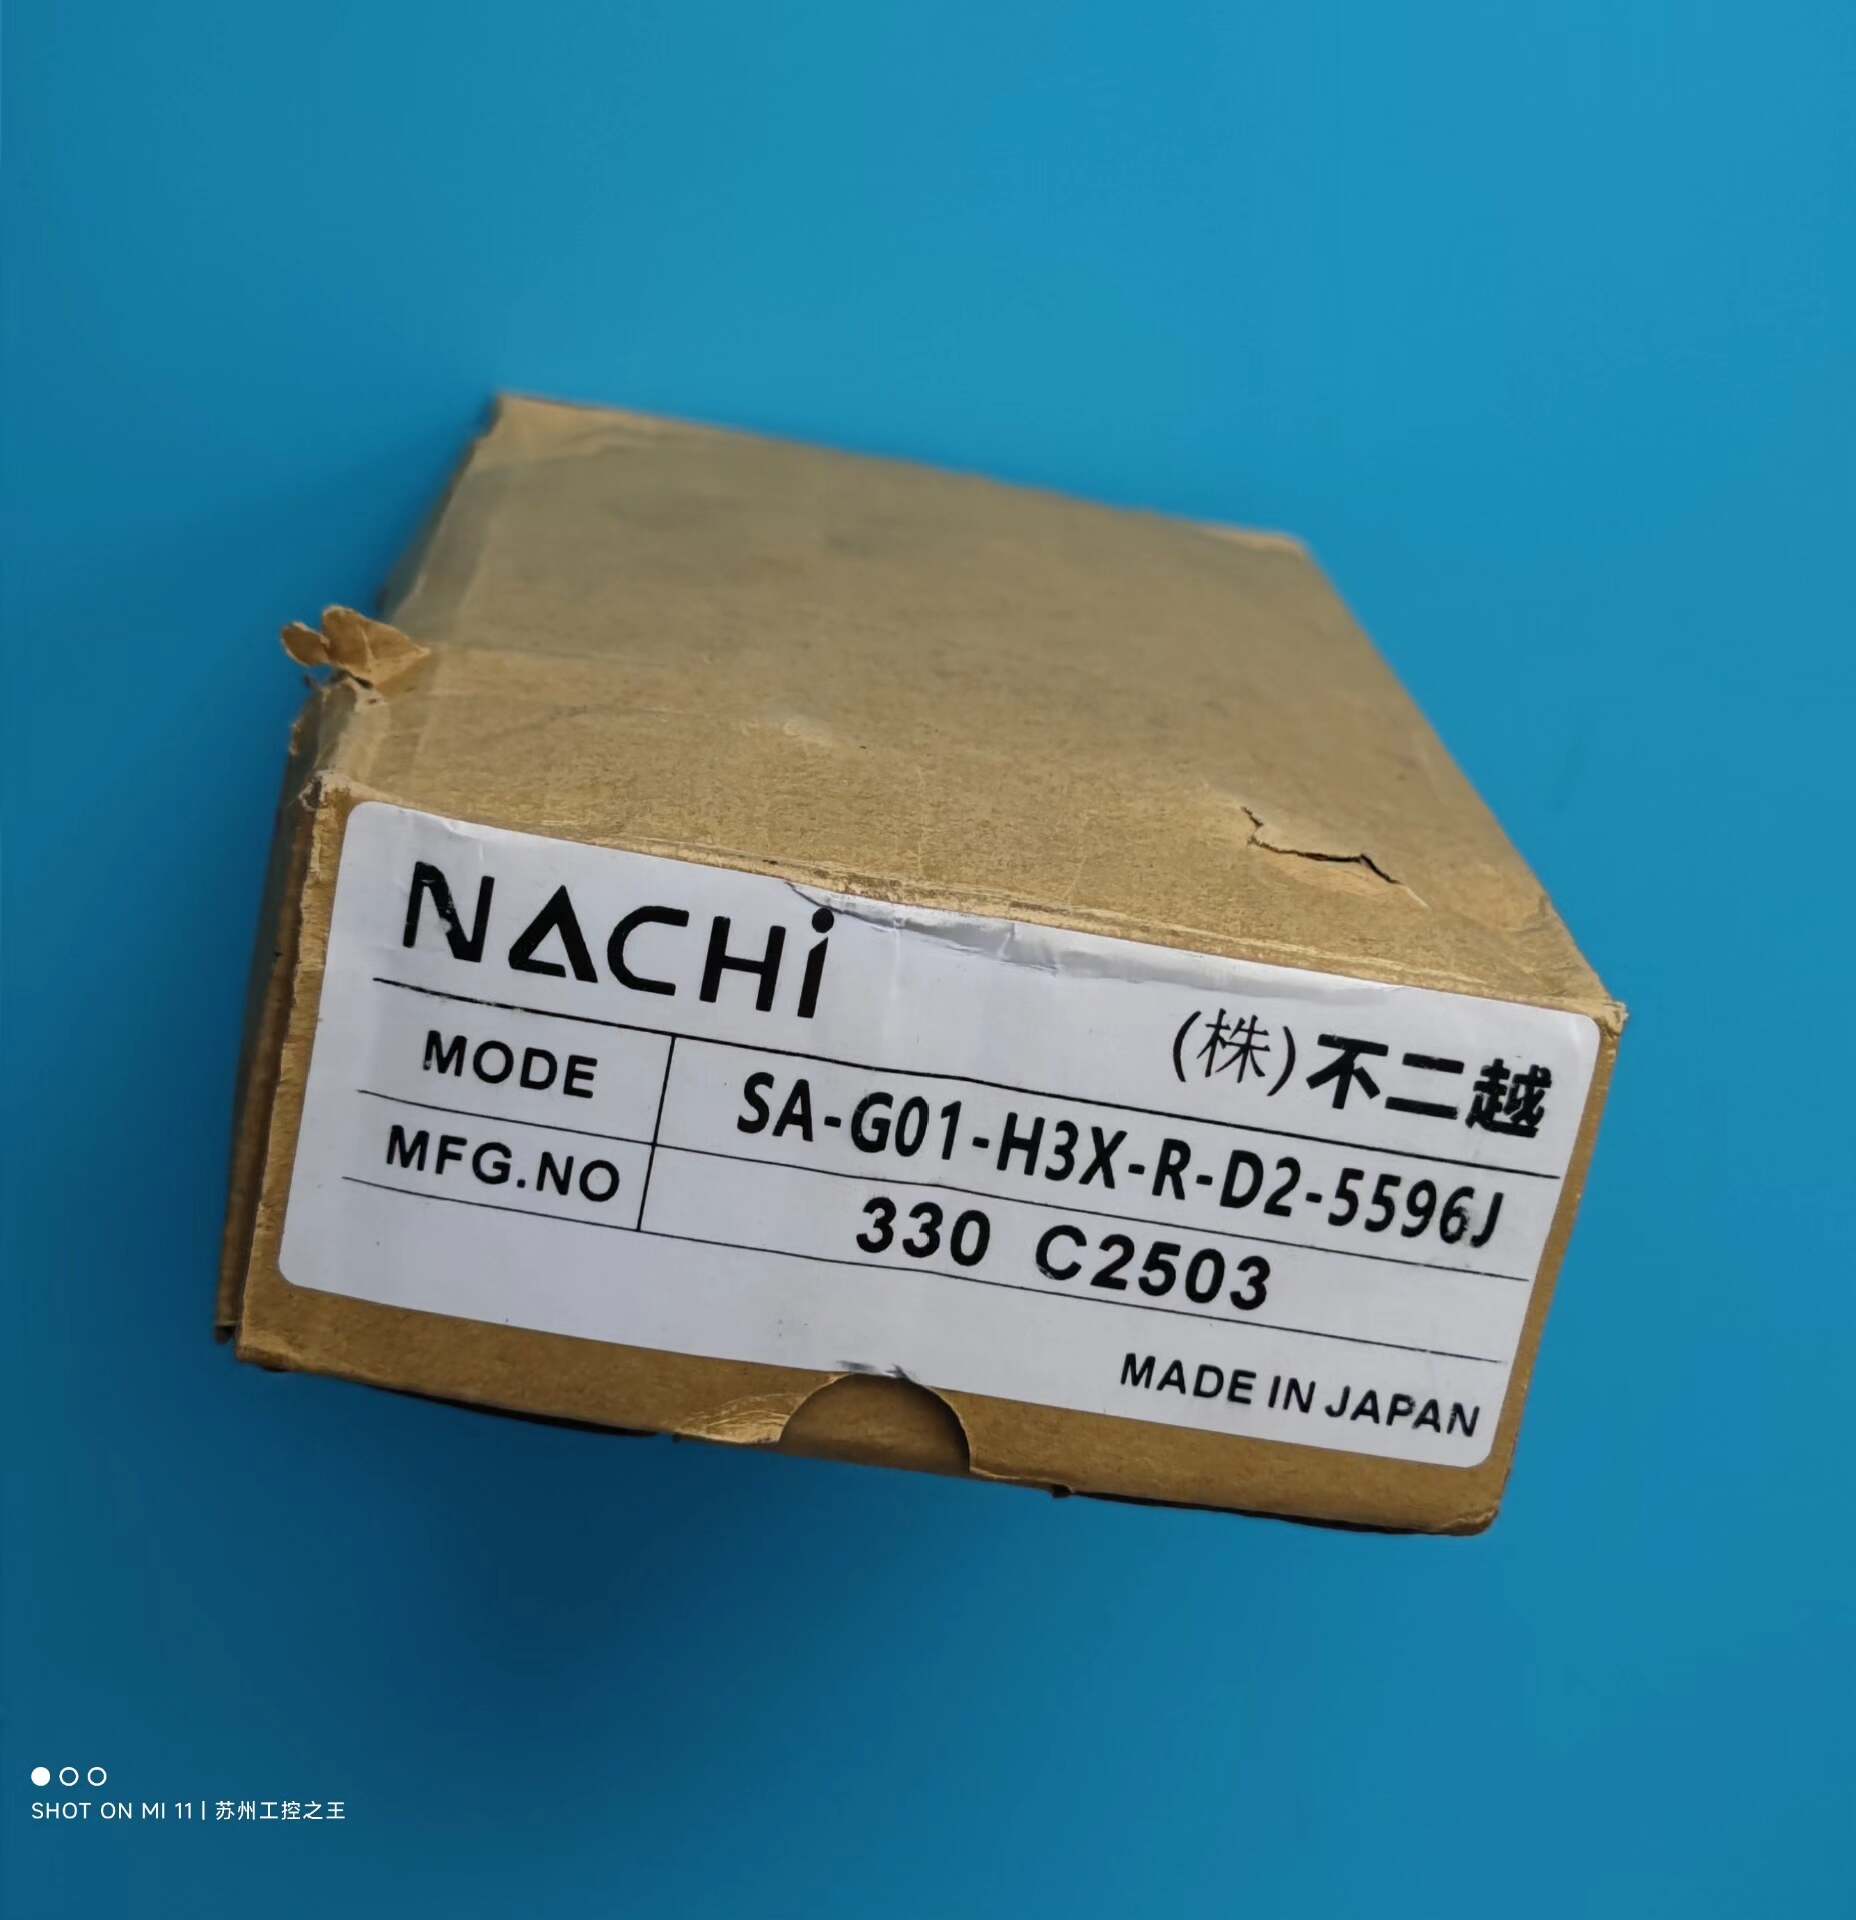 NACHi
(株)不二越
MODE SA-G01-H3X-R-D2-5596J
MFG.NO 330 C2503
MADE IN JAPAN
SHOT ON MI 11 | 苏州工控之王